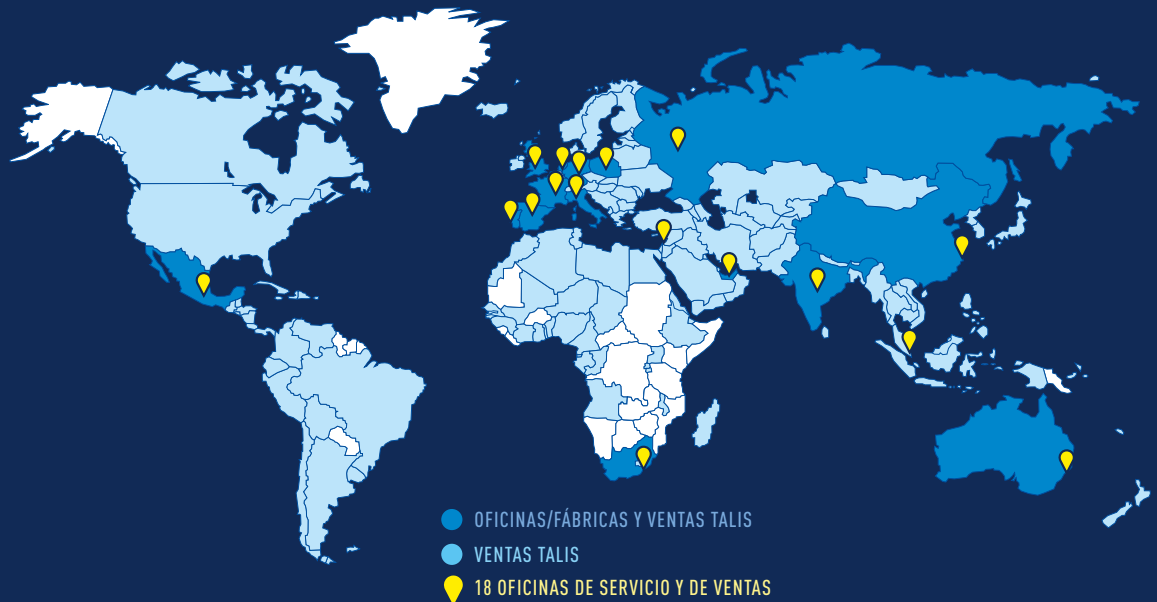 OFICINAS/FÁBRICAS Y VENTAS TALIS
VENTAS TALIS
18 OFICINAS DE SERVICIO Y DE VENTAS